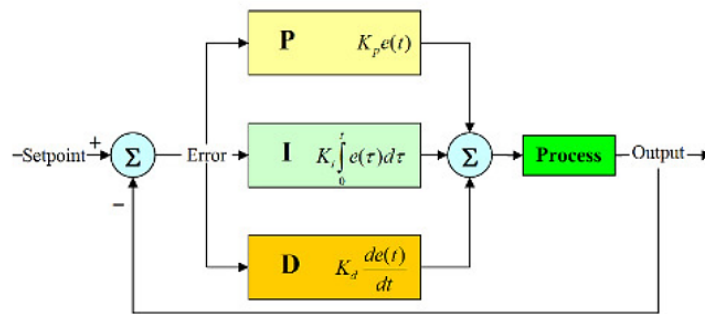 P K_p e(t)
Setpoint + Σ Error I K_i ∫_0^t e(τ)dτ Σ Process Output
−
D K_d de(t)/dt